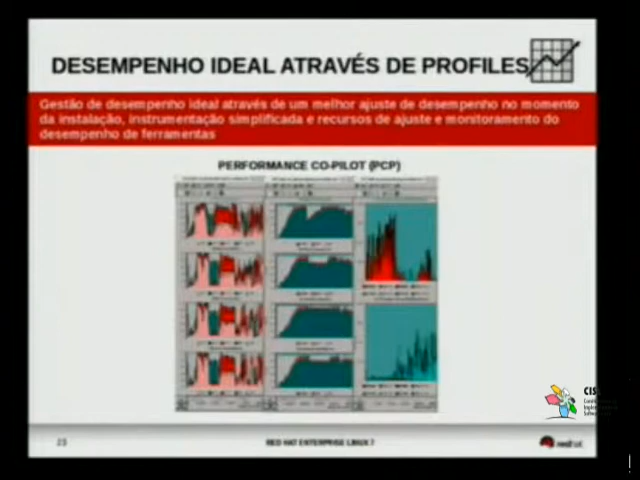 DESEMPENHO IDEAL ATRAVÉS DE PROFILES
Gestão de desempenho ideal através de um melhor ajuste de desempenho no momento
da instalação, instrumentação simplificada e recursos de ajuste e monitoramento do
desempenho de ferramentas
PERFORMANCE CO-PILOT (PCP)
CIS
23
RED HAT ENTERPRISE LINUX 7
redhat